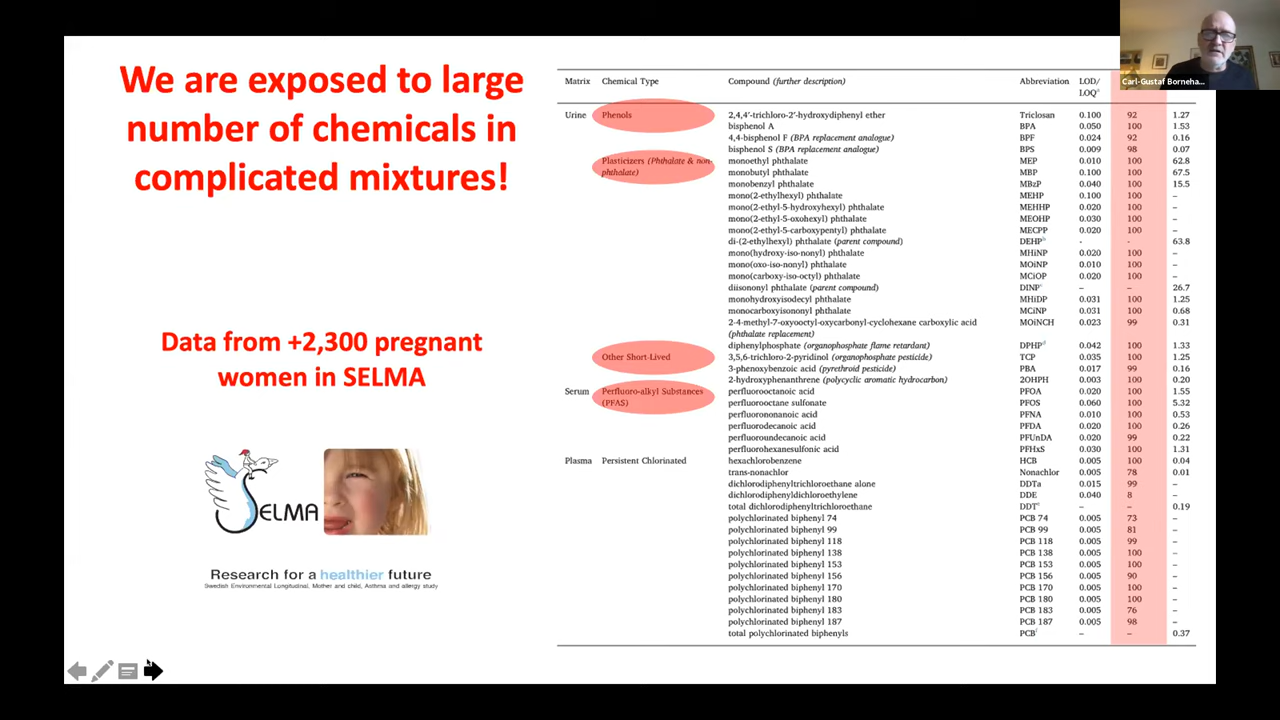 We are exposed to large
number of chemicals in
complicated mixtures!
Data from +2,300 pregnant
women in SELMA
SELMA
Research for a healthier future
Swedish Environmental Longitudinal, Mother and child, Asthma and allergy study
Carl-Gustaf Borneha...
Matrix Chemical Type Compound (further description) Abbreviation LOD/
LOQa
Urine Phenols 2,4,4′-trichloro-2′-hydroxydiphenyl ether Triclosan 0.100 92 1.27
bisphenol A BPA 0.050 100 1.53
4,4-bisphenol F (BPA replacement analogue) BPF 0.024 92 0.16
bisphenol S (BPA replacement analogue) BPS 0.009 98 0.07
Plasticizers (Phthalate & non- monoethyl phthalate MEP 0.010 100 62.8
phthalate) monobutyl phthalate MBP 0.100 100 67.5
monobenzyl phthalate MBzP 0.040 100 15.5
mono(2-ethylhexyl) phthalate MEHP 0.100 100 –
mono(2-ethyl-5-hydroxyhexyl) phthalate MEHHP 0.020 100 –
mono(2-ethyl-5-oxohexyl) phthalate MEOHP 0.030 100 –
mono(2-ethyl-5-carboxypentyl) phthalate MECPP 0.020 100 –
di-(2-ethylhexyl) phthalate (parent compound) DEHPb - - 63.8
mono(hydroxy-iso-nonyl) phthalate MHiNP 0.020 100 –
mono(oxo-iso-nonyl) phthalate MOiNP 0.010 100 –
mono(carboxy-iso-octyl) phthalate MCiOP 0.020 100 –
diisononyl phthalate (parent compound) DINPc – – 26.7
monohydroxyisodecyl phthalate MHiDP 0.031 100 1.25
monocarboxyisononyl phthalate MCiNP 0.031 100 0.68
2-4-methyl-7-oxyooctyl-oxycarbonyl-cyclohexane carboxylic acid MOiNCH 0.023 99 0.31
(phthalate replacement)
diphenylphosphate (organophosphate flame retardant) DPHPd 0.042 100 1.33
Other Short-Lived 3,5,6-trichloro-2-pyridinol (organophosphate pesticide) TCP 0.035 100 1.25
3-phenoxybenzoic acid (pyrethroid pesticide) PBA 0.017 99 0.16
2-hydroxyphenanthrene (polycyclic aromatic hydrocarbon) 2OHPH 0.003 100 0.20
Serum Perfluoro-alkyl Substances perfluorooctanoic acid PFOA 0.020 100 1.55
(PFAS) perfluorooctane sulfonate PFOS 0.060 100 5.32
perfluorononanoic acid PFNA 0.010 100 0.53
perfluorodecanoic acid PFDA 0.020 100 0.26
perfluoroundecanoic acid PFUnDA 0.020 99 0.22
perfluorohexanesulfonic acid PFHxS 0.030 100 1.31
Plasma Persistent Chlorinated hexachlorobenzene HCB 0.005 100 0.04
trans-nonachlor Nonachlor 0.005 78 0.01
dichlorodiphenyltrichloroethane alone DDTa 0.015 99 –
dichlorodiphenyldichloroethylene DDE 0.040 8 –
total dichlorodiphenyltrichloroethane DDTe – – 0.19
polychlorinated biphenyl 74 PCB 74 0.005 73 –
polychlorinated biphenyl 99 PCB 99 0.005 81 –
polychlorinated biphenyl 118 PCB 118 0.005 99 –
polychlorinated biphenyl 138 PCB 138 0.005 100 –
polychlorinated biphenyl 153 PCB 153 0.005 100 –
polychlorinated biphenyl 156 PCB 156 0.005 90 –
polychlorinated biphenyl 170 PCB 170 0.005 100 –
polychlorinated biphenyl 180 PCB 180 0.005 100 –
polychlorinated biphenyl 183 PCB 183 0.005 76 –
polychlorinated biphenyl 187 PCB 187 0.005 98 –
total polychlorinated biphenyls PCBf – – 0.37